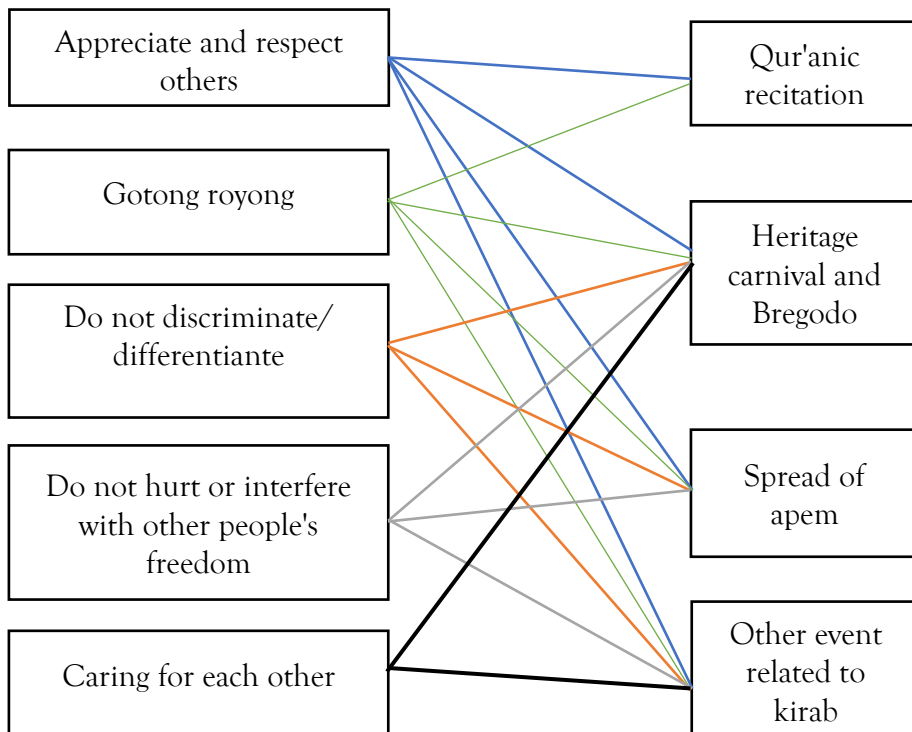 Appreciate and respect
others
Gotong royong
Do not discriminate/
differentiante
Do not hurt or interfere
with other people's
freedom
Caring for each other
Qur'anic
recitation
Heritage
carnival and
Bregodo
Spread of
apem
Other event
related to
kirab